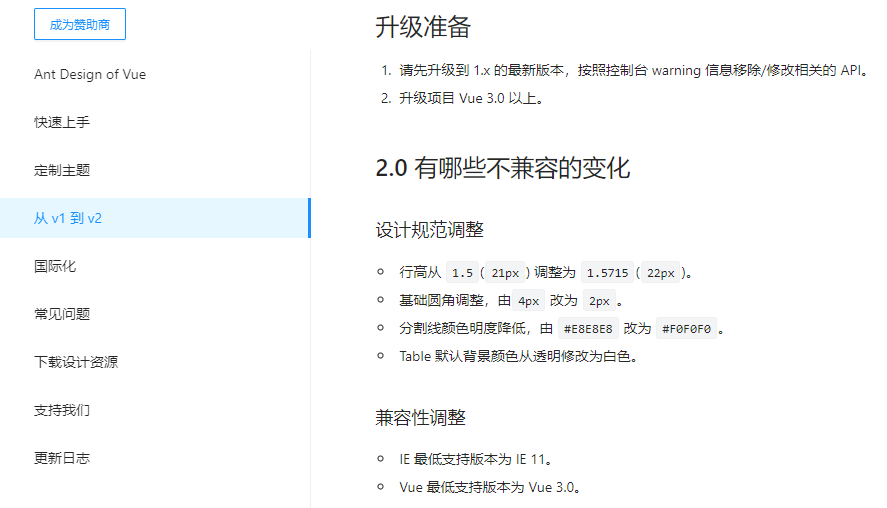 成为赞助商
Ant Design of Vue
快速上手
定制主题
从 v1 到 v2
国际化
常见问题
下载设计资源
支持我们
更新日志
升级准备
1. 请先升级到 1.x 的最新版本，按照控制台 warning 信息移除/修改相关的 API。
2. 升级项目 Vue 3.0 以上。
2.0 有哪些不兼容的变化
设计规范调整
行高从 1.5(21px) 调整为 1.5715(22px)。
基础圆角调整，由 4px 改为 2px。
分割线颜色明度降低，由 #E8E8E8 改为 #F0F0F0。
Table 默认背景颜色从透明修改为白色。
兼容性调整
IE 最低支持版本为 IE 11。
Vue 最低支持版本为 Vue 3.0。